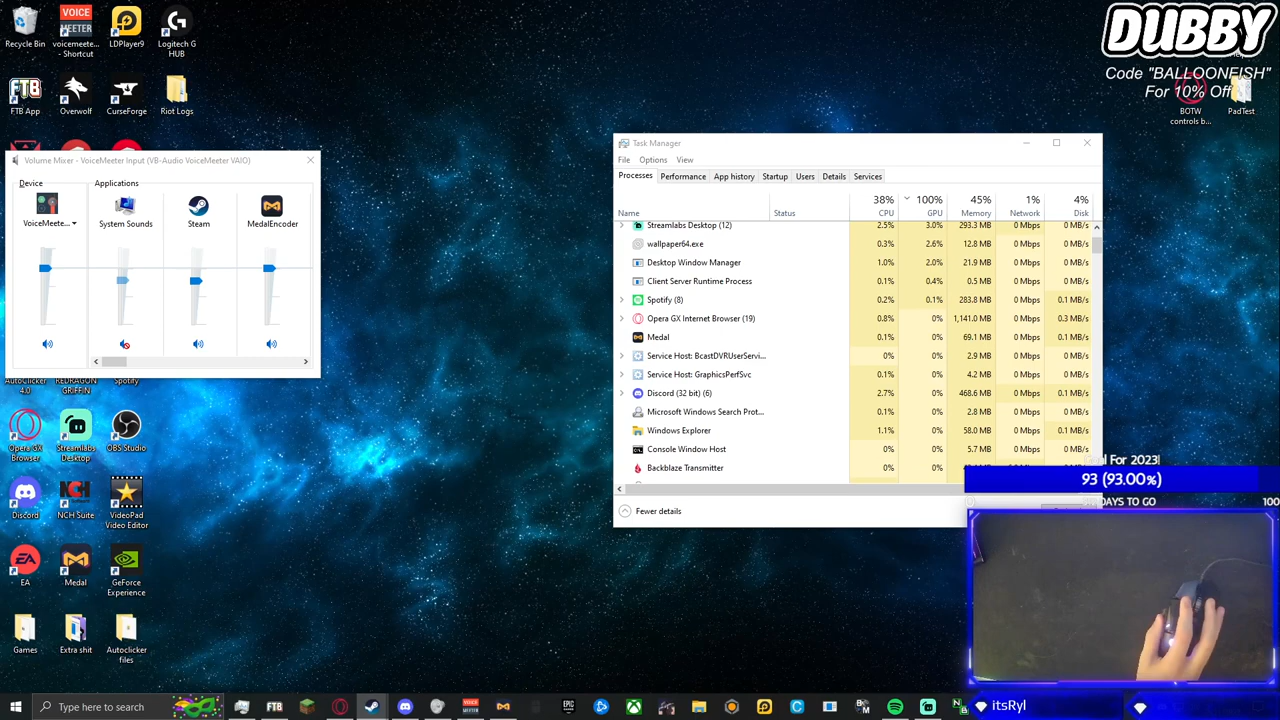 Recycle Bin
voicemeete... - Shortcut
LDPlayer9
Logitech G HUB
FTB App
Overwolf
CurseForge
Riot Logs
DUBBY
Code "BALLOONFISH"
For 10% Off
BOTW controls b...
PadTest
Volume Mixer - VoiceMeeter Input (VB-Audio VoiceMeeter VAIO)
Device
Applications
VoiceMeete...
System Sounds
Steam
MedalEncoder
AutoClicker 4.0
REDRAGON GRIFFIN
Spotify
Opera GX Browser
Streamlabs Desktop
OBS Studio
Discord
NCH Suite
VideoPad Video Editor
EA
Medal
GeForce Experience
Games
Extra shit
Autoclicker files
Task Manager
File Options View
Processes Performance App history Startup Users Details Services
38% 100% 45% 1% 4%
Name Status CPU GPU Memory Network Disk
Streamlabs Desktop (12) 2.5% 3.0% 293.3 MB 0 Mbps 0 MB/s
wallpaper64.exe 0.3% 2.6% 12.8 MB 0 Mbps 0 MB/s
Desktop Window Manager 1.0% 2.0% 21.9 MB 0 Mbps 0 MB/s
Client Server Runtime Process 0.1% 0.4% 0.5 MB 0 Mbps 0 MB/s
Spotify (8) 0.2% 0.1% 283.8 MB 0 Mbps 0.1 MB/s
Opera GX Internet Browser (19) 0.8% 0% 1,141.0 MB 0 Mbps 0.3 MB/s
Medal 0.1% 0% 69.1 MB 0 Mbps 0.1 MB/s
Service Host: BcastDVRUserServi... 0% 0% 2.9 MB 0 Mbps 0 MB/s
Service Host: GraphicsPerfSvc 0.1% 0% 4.2 MB 0 Mbps 0 MB/s
Discord (32 bit) (6) 2.7% 0% 468.6 MB 0 Mbps 0.1 MB/s
Microsoft Windows Search Prot... 0.1% 0% 2.8 MB 0 Mbps 0 MB/s
Windows Explorer 1.1% 0% 58.0 MB 0 Mbps 0.1 MB/s
Console Window Host 0% 0% 5.7 MB 0 Mbps 0 MB/s
Backblaze Transmitter 0% 0% 0 Mbps 0 MB/s
Fewer details
For 2023!
93 (93.00%)
DAYS TO GO 100
itsRyl
Type here to search